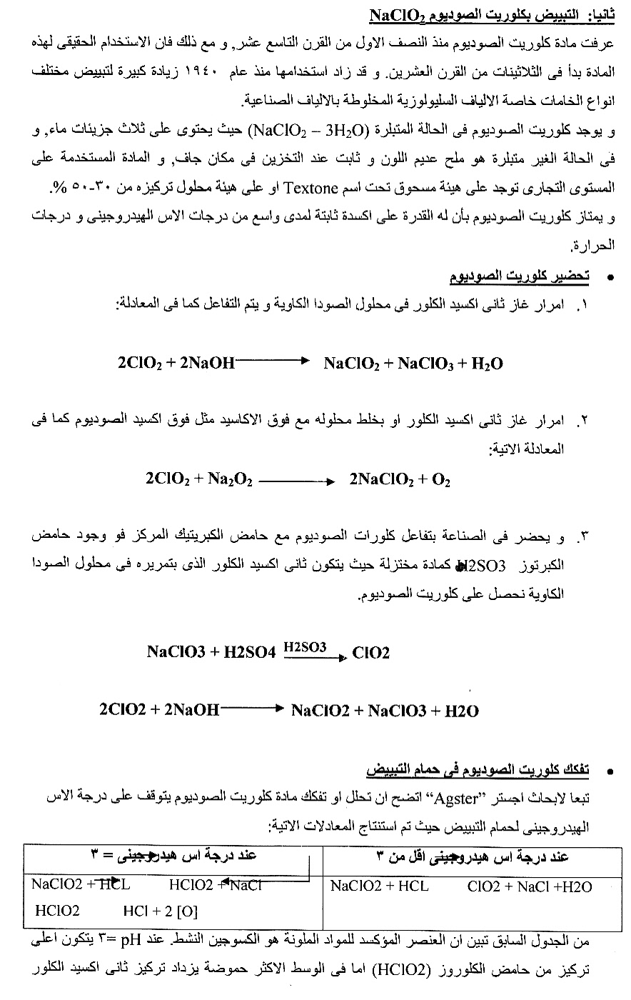 ثانيا: التبييض بكلوريت الصوديوم NaClO₂
عرفت مادة كلوريت الصوديوم منذ النصف الاول من القرن التاسع عشر, و مع ذلك فان الاستخدام الحقيقى لهذه
المادة بدأ فى الثلاثينات من القرن العشرين. و قد زاد استخدامها منذ عام ١٩٤٠ زيادة كبيرة لتبييض مختلف
انواع الخامات خاصة الالياف السليولوزية المخلوطة بالالياف الصناعية.
و يوجد كلوريت الصوديوم فى الحالة المتبلرة (NaClO₂ – 3H₂O) حيث يحتوى على ثلاث جزيئات ماء, و
فى الحالة الغير متبلرة هو ملح عديم اللون و ثابت عند التخزين فى مكان جاف, و المادة المستخدمة على
المستوى التجارى توجد على هيئة مسحوق تحت اسم Textone او على هيئة محلول تركيزه من ٣٠-٥٠ %.
و يمتاز كلوريت الصوديوم بأن له القدرة على اكسدة ثابتة لمدى واسع من درجات الاس الهيدروجينى و درجات
الحرارة.
• تحضير كلوريت الصوديوم
١. امرار غاز ثانى اكسيد الكلور فى محلول الصودا الكاوية و يتم التفاعل كما فى المعادلة:
2ClO₂ + 2NaOH → NaClO₂ + NaClO₃ + H₂O
٢. امرار غاز ثانى اكسيد الكلور او بخلط محلوله مع فوق الاكاسيد مثل فوق اكسيد الصوديوم كما فى
المعادلة الاتية:
2ClO₂ + Na₂O₂ → 2NaClO₂ + O₂
٣. و يحضر فى الصناعة بتفاعل كلورات الصوديوم مع حامض الكبريتيك المركز فو وجود حامض
الكبرتوز H2SO3 كمادة مختزلة حيث يتكون ثانى اكسيد الكلور الذى بتمريره فى محلول الصودا
الكاوية نحصل على كلوريت الصوديوم.
NaClO3 + H2SO4 H2SO3→ ClO2
2ClO2 + 2NaOH → NaClO2 + NaClO3 + H2O
• تفكك كلوريت الصوديوم فى حمام التبييض
تبعا لابحاث اجستر "Agster" اتضح ان تحلل او تفكك مادة كلوريت الصوديوم يتوقف على درجة الاس
الهيدروجينى لحمام التبييض حيث تم استنتاج المعادلات الاتية:
عند درجة اس هيدروجينى اقل من ٣ عند درجة اس هيدروجينى = ٣
NaClO2 + HCL HClO2 + NaCl NaClO2 + HCL ClO2 + NaCl +H2O
HClO2 HCl + 2 [O]
من الجدول السابق تبين ان العنصر المؤكسد للمواد الملونة هو الكسوجين النشط. عند pH =٣ يتكون اعلى
تركيز من حامض الكلوروز (HClO2) اما فى الوسط الاكثر حموضة يزداد تركيز ثانى اكسيد الكلور